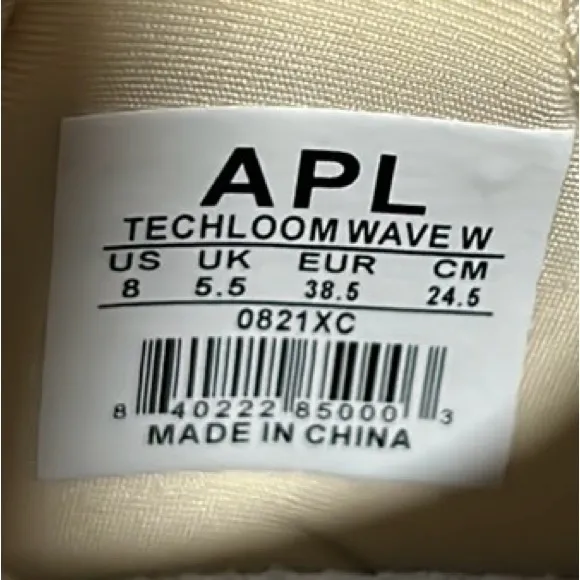 APL
TECHLOOM WAVE W
US UK EUR CM
8 5.5 38.5 24.5
0821XC
8 40222 85000 3
MADE IN CHINA